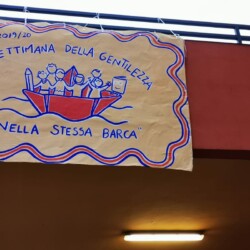 2019/20
SETTIMANA DELLA GENTILEZZA
NELLA STESSA BARCA